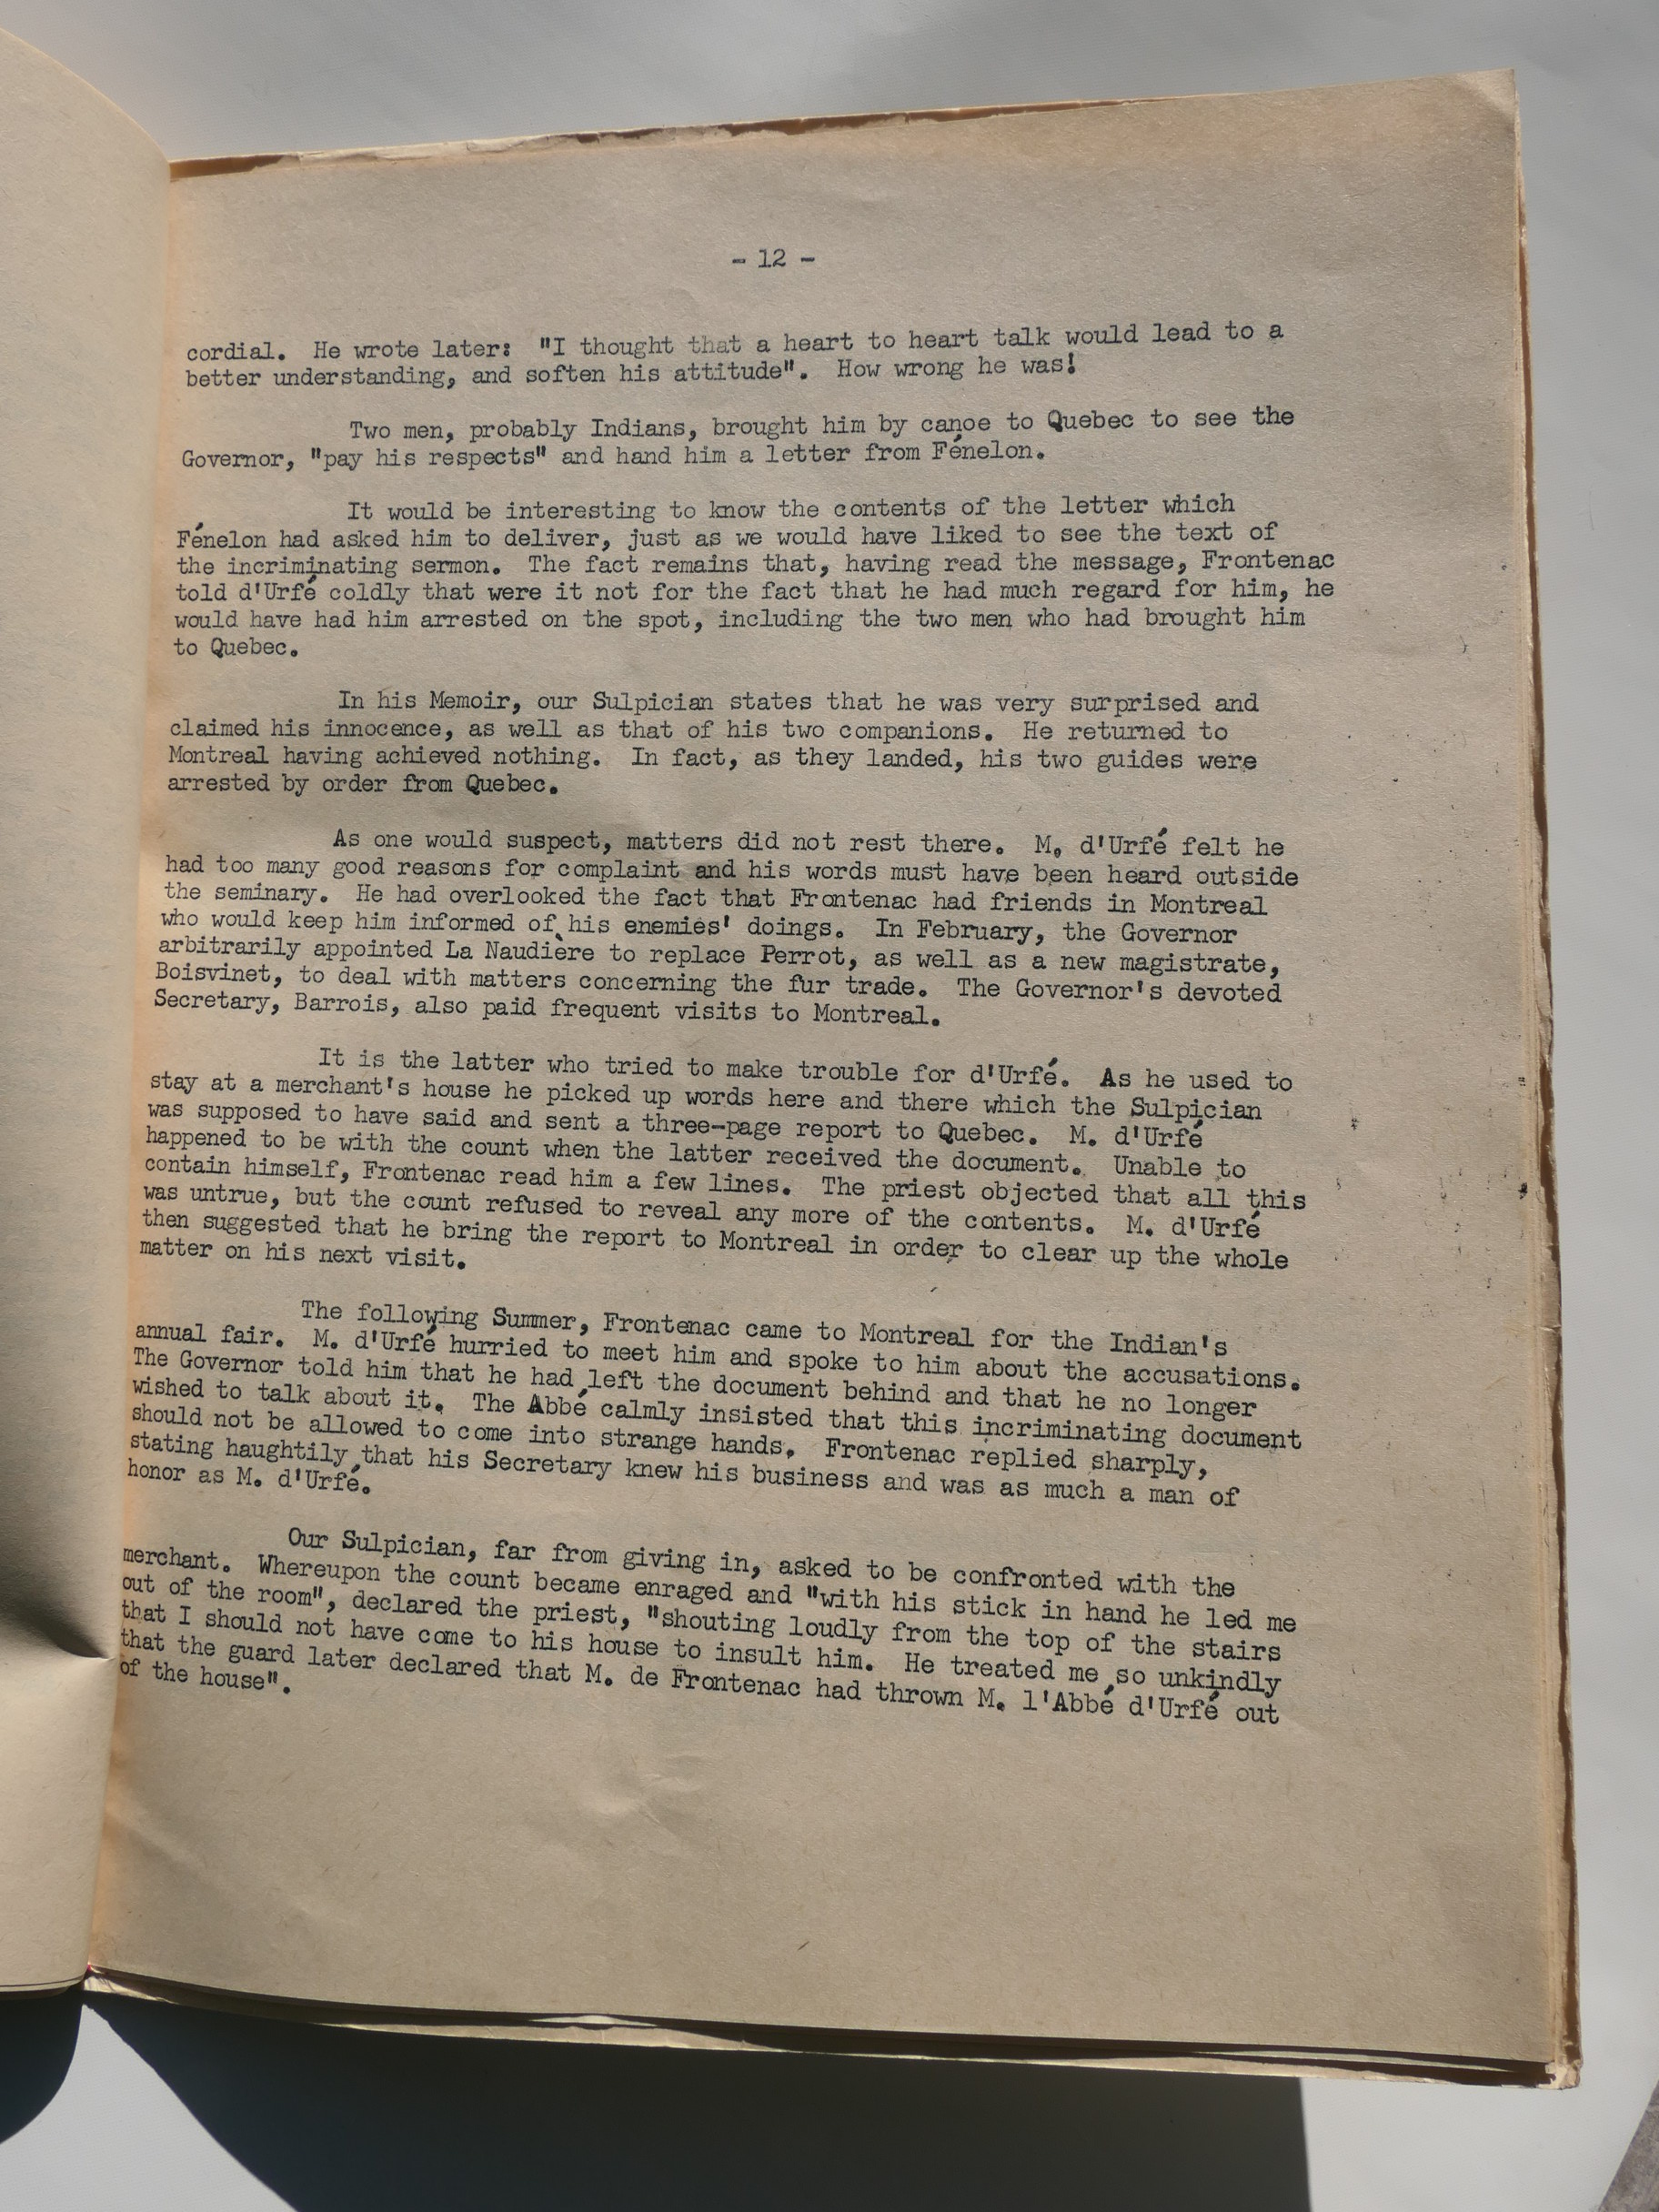 - 12 -
cordial. He wrote later: "I thought that a heart to heart talk would lead to a
better understanding, and soften his attitude". How wrong he was!
Two men, probably Indians, brought him by canoe to Quebec to see the
Governor, "pay his respects" and hand him a letter from Fénelon.
It would be interesting to know the contents of the letter which
Fénelon had asked him to deliver, just as we would have liked to see the text of
the incriminating sermon. The fact remains that, having read the message, Frontenac
told d'Urfé coldly that were it not for the fact that he had much regard for him, he
would have had him arrested on the spot, including the two men who had brought him
to Quebec.
In his Memoir, our Sulpician states that he was very surprised and
claimed his innocence, as well as that of his two companions. He returned to
Montreal having achieved nothing. In fact, as they landed, his two guides were
arrested by order from Quebec.
As one would suspect, matters did not rest there. M. d'Urfé felt he
had too many good reasons for complaint and his words must have been heard outside
the seminary. He had overlooked the fact that Frontenac had friends in Montreal
who would keep him informed of his enemies' doings. In February, the Governor
arbitrarily appointed La Naudière to replace Perrot, as well as a new magistrate,
Boisvinet, to deal with matters concerning the fur trade. The Governor's devoted
Secretary, Barrois, also paid frequent visits to Montreal.
It is the latter who tried to make trouble for d'Urfé. As he used to
stay at a merchant's house he picked up words here and there which the Sulpician
was supposed to have said and sent a three-page report to Quebec. M. d'Urfé
happened to be with the count when the latter received the document. Unable to
contain himself, Frontenac read him a few lines. The priest objected that all this
was untrue, but the count refused to reveal any more of the contents. M. d'Urfé
then suggested that he bring the report to Montreal in order to clear up the whole
matter on his next visit.
The following Summer, Frontenac came to Montreal for the Indian's
annual fair. M. d'Urfé hurried to meet him and spoke to him about the accusations.
The Governor told him that he had left the document behind and that he no longer
wished to talk about it. The Abbé calmly insisted that this incriminating document
should not be allowed to come into strange hands. Frontenac replied sharply,
stating haughtily that his Secretary knew his business and was as much a man of
honor as M. d'Urfé.
Our Sulpician, far from giving in, asked to be confronted with the
merchant. Whereupon the count became enraged and "with his stick in hand he led me
out of the room", declared the priest, "shouting loudly from the top of the stairs
that I should not have come to his house to insult him. He treated me so unkindly
that the guard later declared that M. de Frontenac had thrown M. l'Abbé d'Urfé out
of the house".